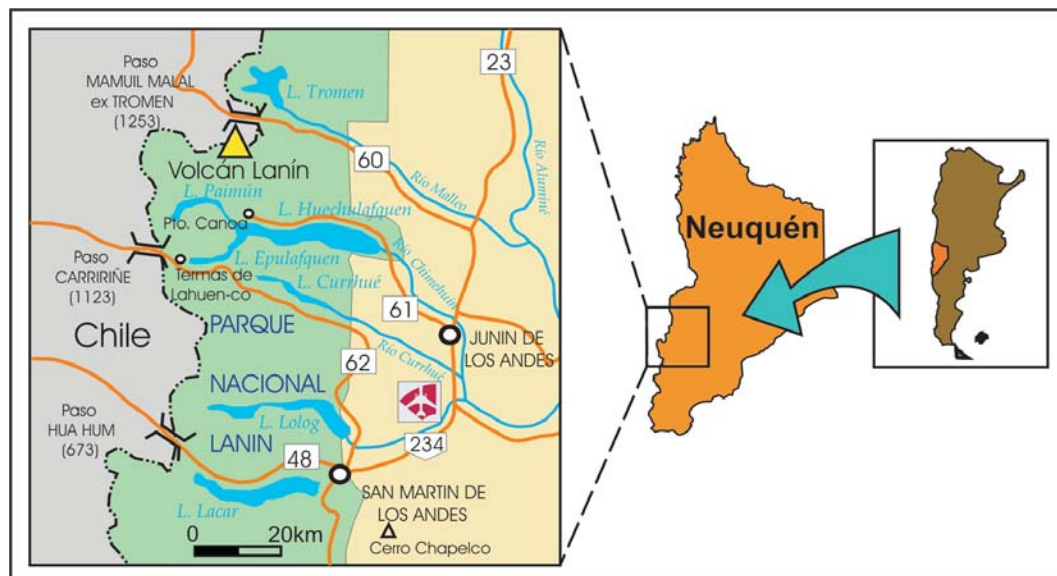 Paso
MAMUIL MALAL
ex TROMEN
(1253)
L. Tromen
23
Volcán Lanín
60
Río Aluminé
Río Malleo
L. Paimún
Pto. Canoa
L. Huechulafquen
Paso
CARRIRIÑE
(1123)
L. Epulafquen
Termas de
Lahuen-co
L. Currhué
Río Chimehuín
61
Chile
PARQUE
JUNIN DE
LOS ANDES
62
Río Currhué
NACIONAL
Paso
HUA HUM
(673)
L. Lolog
LANIN
234
48
L. Lacar
SAN MARTIN DE
LOS ANDES
Cerro Chapelco
0 20km
Neuquén